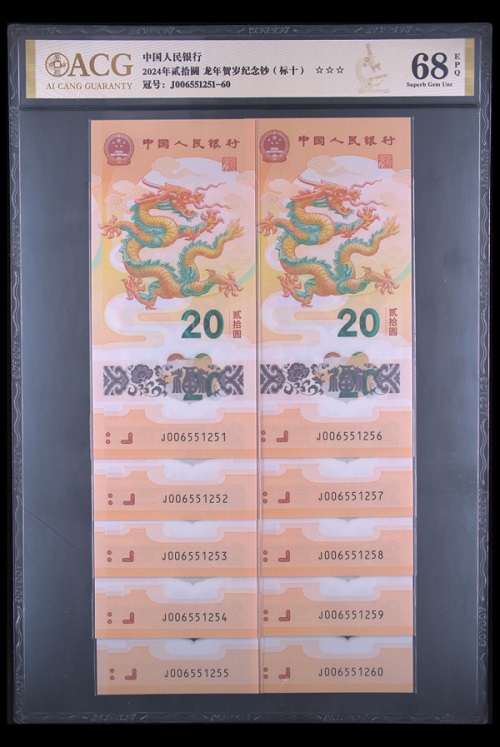 ACG
AI CANG GUARANTY
中国人民银行
2024年贰拾圆 龙年贺岁纪念钞（标十） ☆☆☆
冠号：J006551251-60
68 EPQ
Superb Gem Unc
中国人民银行
20
贰拾圆
J006551251
J006551252
J006551253
J006551254
J006551255
中国人民银行
20
贰拾圆
J006551256
J006551257
J006551258
J006551259
J006551260